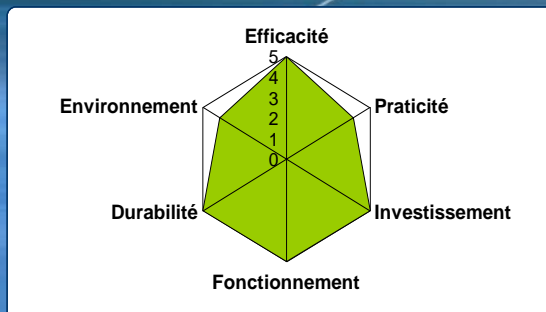 Efficacité
5
4
3
2
1
0
Environnement
Praticité
Durabilité
Investissement
Fonctionnement